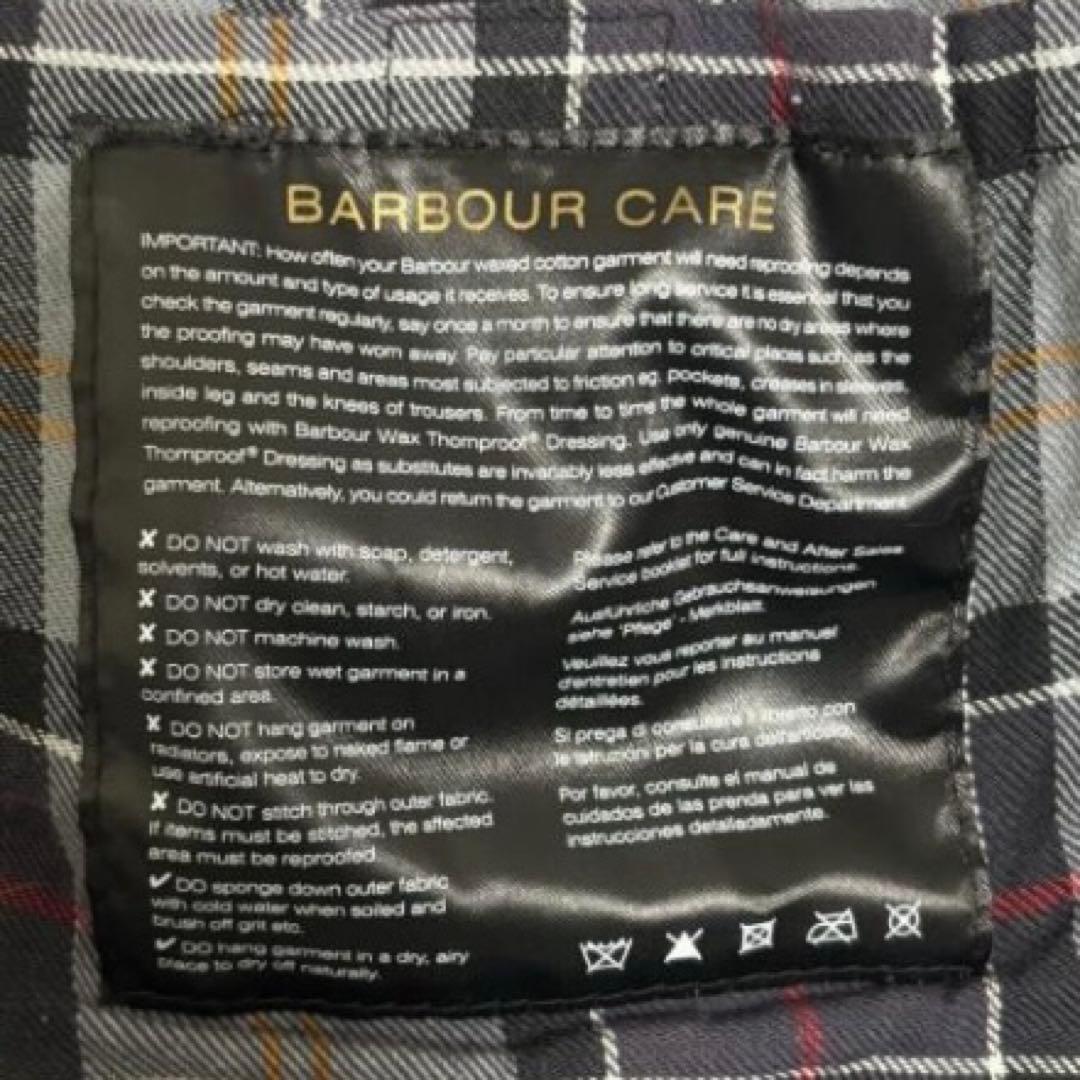 BARBOUR CARE
IMPORTANT: How often your Barbour waxed cotton garment will need reproofing depends
on the amount and type of usage it receives. To ensure long service it is essential that you
check the garment regularly, say once a month to ensure that there are no dry areas where
the proofing may have worn away. Pay particular attention to critical places such as the
shoulders, seams and areas most subjected to friction eg. pockets, creases in sleeves,
inside leg and the knees of trousers. From time to time the whole garment will need
reproofing with Barbour Wax Thornproof® Dressing. Use only genuine Barbour Wax
Thornproof® Dressing as substitutes are invariably less effective and can in fact harm the
garment. Alternatively, you could return the garment to our Customer Service Department
✘ DO NOT wash with soap, detergent,
solvents, or hot water.
✘ DO NOT dry clean, starch, or iron.
✘ DO NOT machine wash.
✘ DO NOT store wet garment in a
confined area.
✘ DO NOT hang garment on
radiators, expose to naked flame or
use artificial heat to dry.
✘ DO NOT stitch through outer fabric.
If items must be stitched, the affected
area must be reproofed
✔ DO sponge down outer fabric
with cold water when soiled and
brush off grit etc.
✔ DO hang garment in a dry, airy
place to dry off naturally.
Please refer to the Care and After Sales
Service booklet for full instructions.
Ausführliche Gebrauchsanweisungen
siehe 'Pflege' - Merkblatt.
Veuillez vous reporter au manuel
d'entretien pour les instructions
détaillées.
Si prega di consultare il libretto con
le istruzioni per la cura dell'articolo.
Por favor, consulte el manual de
cuidados de las prenda para ver las
instrucciones detalladamente.